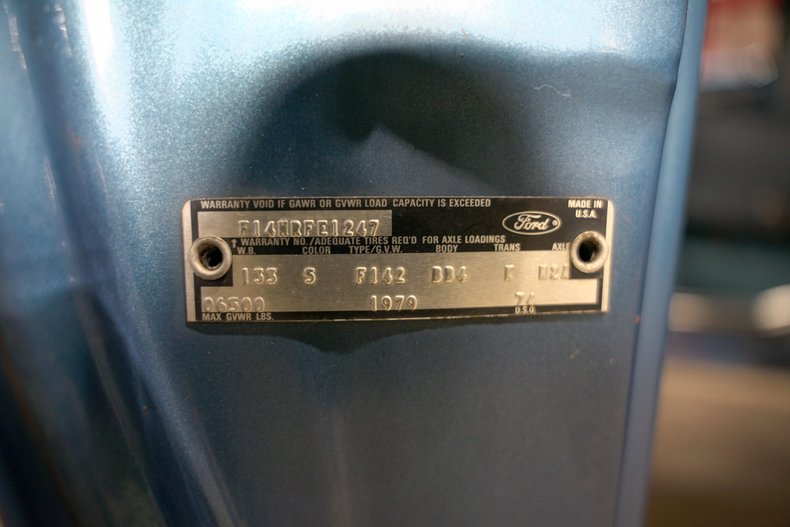 WARRANTY VOID IF GAWR OR GVWR LOAD CAPACITY IS EXCEEDED
MADE IN U.S.A.
F14HRFE1247
Ford
↑ WARRANTY NO./ADEQUATE TIRES REQ'D FOR AXLE LOADINGS
W.B. COLOR TYPE/G.V.W. BODY TRANS AXLE
133 S F142 DD4 K
06500 1979 74
MAX GVWR LBS. D.S.O.